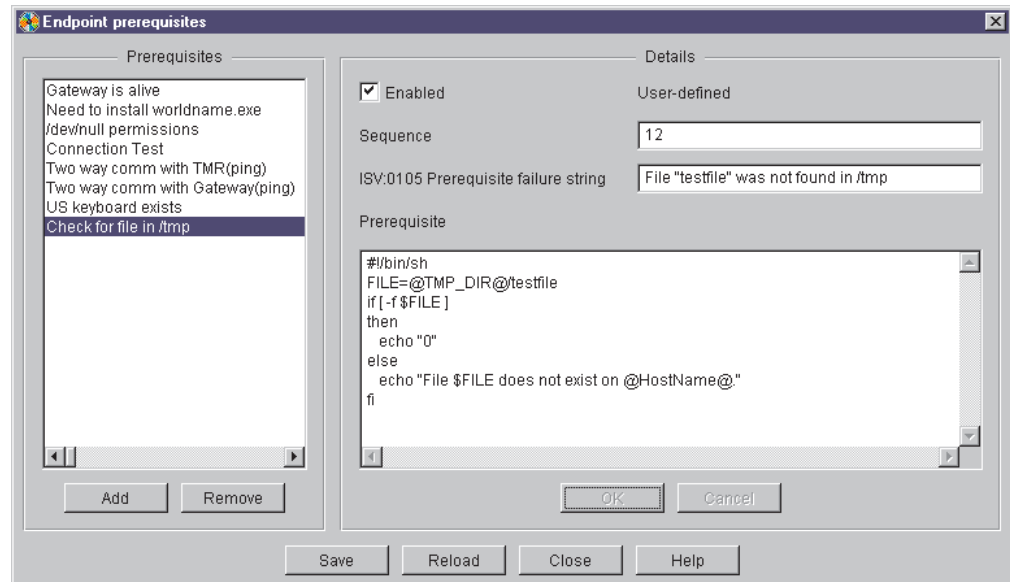 Endpoint prerequisites
Prerequisites
Gateway is alive
Need to install worldname.exe
/dev/null permissions
Connection Test
Two way comm with TMR(ping)
Two way comm with Gateway(ping)
US keyboard exists
Check for file in /tmp
Add
Remove
Details
Enabled
User-defined
Sequence
12
ISV:0105 Prerequisite failure string
File "testfile" was not found in /tmp
Prerequisite
#!/bin/sh
FILE=@TMP_DIR@/testfile
if [ -f $FILE ]
then
echo "0"
else
echo "File $FILE does not exist on @HostName@."
fi
OK
Cancel
Save
Reload
Close
Help